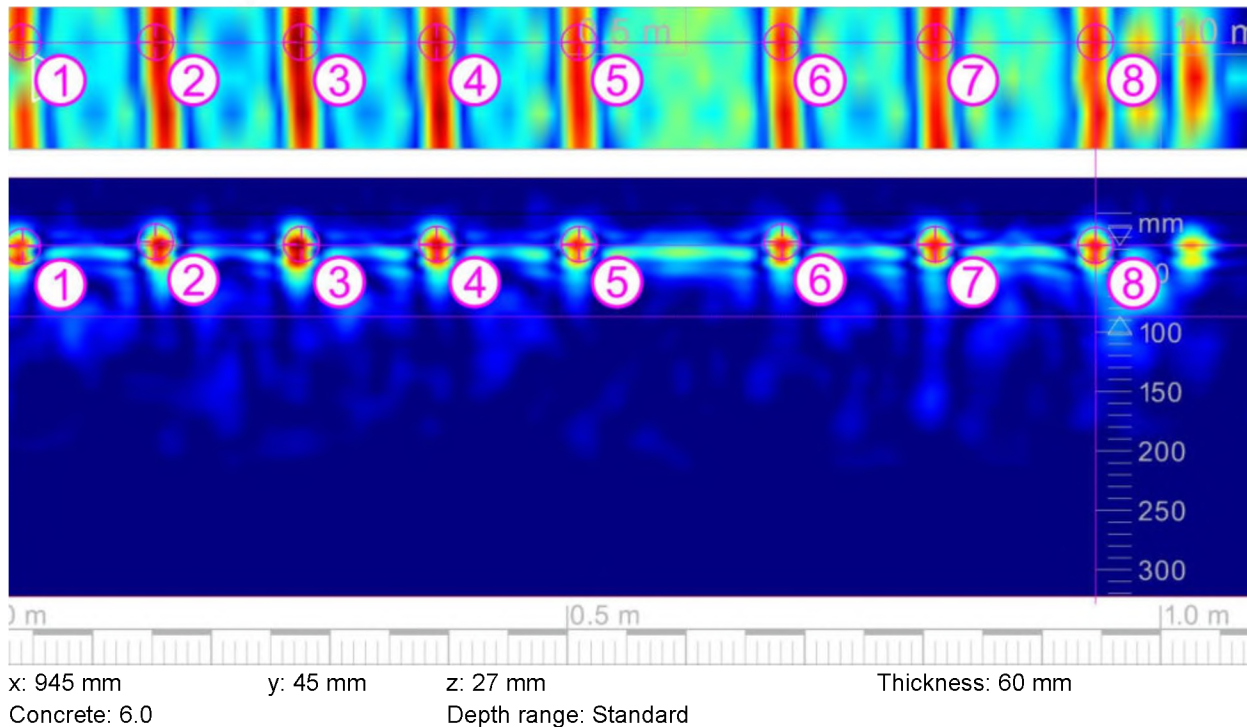 0.5 m
1.0 m
1 2 3 4 5 6 7 8
mm
1 2 3 4 5 6 7 8
100
150
200
250
300
0 m 0.5 m 1.0 m
x: 945 mm y: 45 mm z: 27 mm Thickness: 60 mm
Concrete: 6.0 Depth range: Standard